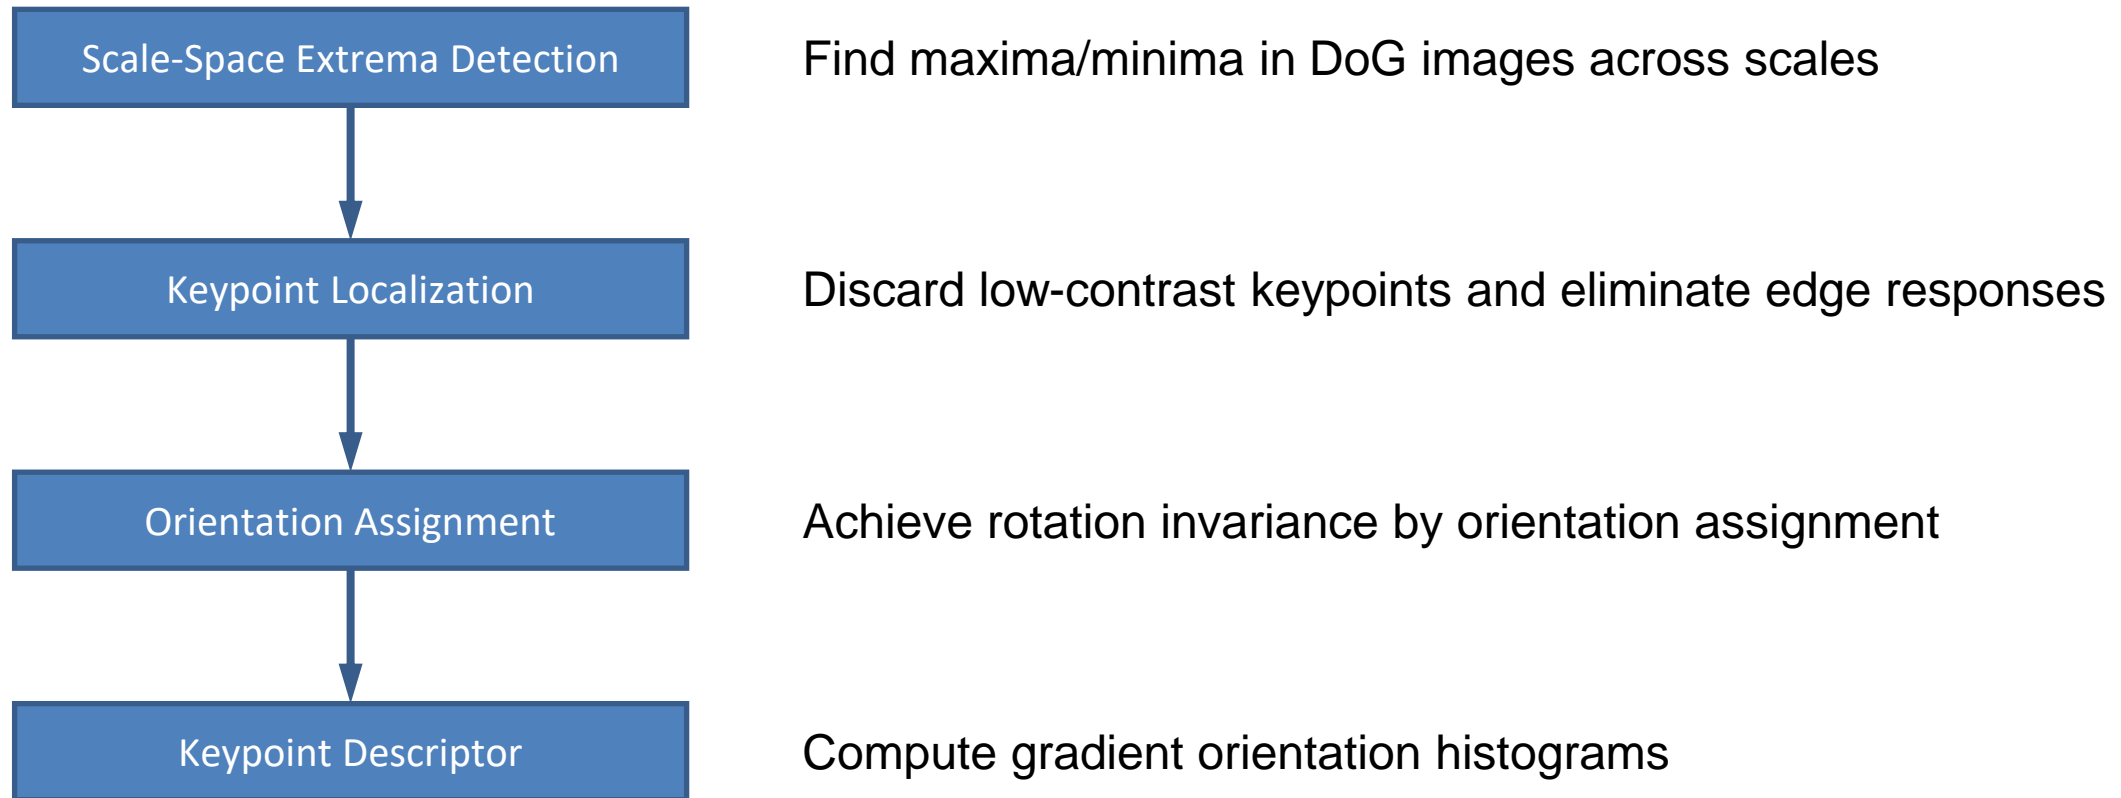 Scale-Space Extrema Detection
Find maxima/minima in DoG images across scales
Keypoint Localization
Discard low-contrast keypoints and eliminate edge responses
Orientation Assignment
Achieve rotation invariance by orientation assignment
Keypoint Descriptor
Compute gradient orientation histograms